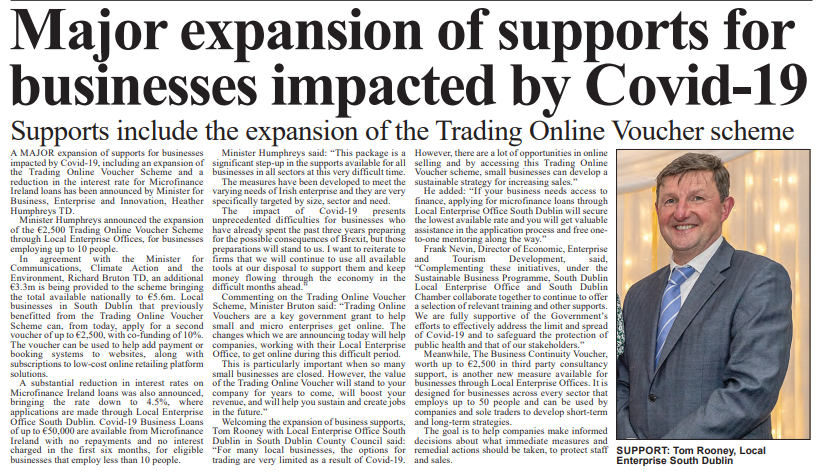 Major expansion of supports for
businesses impacted by Covid-19
Supports include the expansion of the Trading Online Voucher scheme
A MAJOR expansion of supports for businesses
impacted by Covid-19, including an expansion of
the Trading Online Voucher Scheme and a
reduction in the interest rate for Microfinance
Ireland loans has been announced by Minister for
Business, Enterprise and Innovation, Heather
Humphreys TD.
Minister Humphreys announced the expansion
of the €2,500 Trading Online Voucher Scheme
through Local Enterprise Offices, for businesses
employing up to 10 people.
In agreement with the Minister for
Communications, Climate Action and the
Environment, Richard Bruton TD, an additional
€3.3m is being provided to the scheme bringing
the total available nationally to €5.6m. Local
businesses in South Dublin that previously
benefitted from the Trading Online Voucher
Scheme can, from today, apply for a second
voucher of up to €2,500, with co-funding of 10%.
The voucher can be used to help add payment or
booking systems to websites, along with
subscriptions to low-cost online retailing platform
solutions.
A substantial reduction in interest rates on
Microfinance Ireland loans was also announced,
bringing the rate down to 4.5%, where
applications are made through Local Enterprise
Office South Dublin. Covid-19 Business Loans
of up to €50,000 are available from Microfinance
Ireland with no repayments and no interest
charged in the first six months, for eligible
businesses that employ less than 10 people.
Minister Humphreys said: "This package is a
significant step-up in the supports available for all
businesses in all sectors at this very difficult time.
The measures have been developed to meet the
varying needs of Irish enterprise and they are very
specifically targeted by size, sector and need.
The impact of Covid-19 presents
unprecedented difficulties for businesses who
have already spent the past three years preparing
for the possible consequences of Brexit, but those
preparations will stand to us. I want to reiterate to
firms that we will continue to use all available
tools at our disposal to support them and keep
money flowing through the economy in the
difficult months ahead."
Commenting on the Trading Online Voucher
Scheme, Minister Bruton said: "Trading Online
Vouchers are a key government grant to help
small and micro enterprises get online. The
changes which we are announcing today will help
companies, working with their Local Enterprise
Office, to get online during this difficult period.
This is particularly important when so many
small businesses are closed. However, the value
of the Trading Online Voucher will stand to your
company for years to come, will boost your
revenue, and will help you sustain and create jobs
in the future."
Welcoming the expansion of business supports,
Tom Rooney with Local Enterprise Office South
Dublin in South Dublin County Council said:
"For many local businesses, the options for
trading are very limited as a result of Covid-19.
However, there are a lot of opportunities in online
selling and by accessing this Trading Online
Voucher scheme, small businesses can develop a
sustainable strategy for increasing sales."
He added: "If your business needs access to
finance, applying for microfinance loans through
Local Enterprise Office South Dublin will secure
the lowest available rate and you will get valuable
assistance in the application process and free one-
to-one mentoring along the way."
Frank Nevin, Director of Economic, Enterprise
and Tourism Development, said,
"Complementing these initiatives, under the
Sustainable Business Programme, South Dublin
Local Enterprise Office and South Dublin
Chamber collaborate together to continue to offer
a selection of relevant training and other supports.
We are fully supportive of the Government's
efforts to effectively address the limit and spread
of Covid-19 and to safeguard the protection of
public health and that of our stakeholders."
Meanwhile, The Business Continuity Voucher,
worth up to €2,500 in third party consultancy
support, is another new measure available for
businesses through Local Enterprise Offices. It is
designed for businesses across every sector that
employ up to 50 people and can be used by
companies and sole traders to develop short-term
and long-term strategies.
The goal is to help companies make informed
decisions about what immediate measures and
remedial actions should be taken, to protect staff
and sales.
SUPPORT: Tom Rooney, Local
Enterprise South Dublin